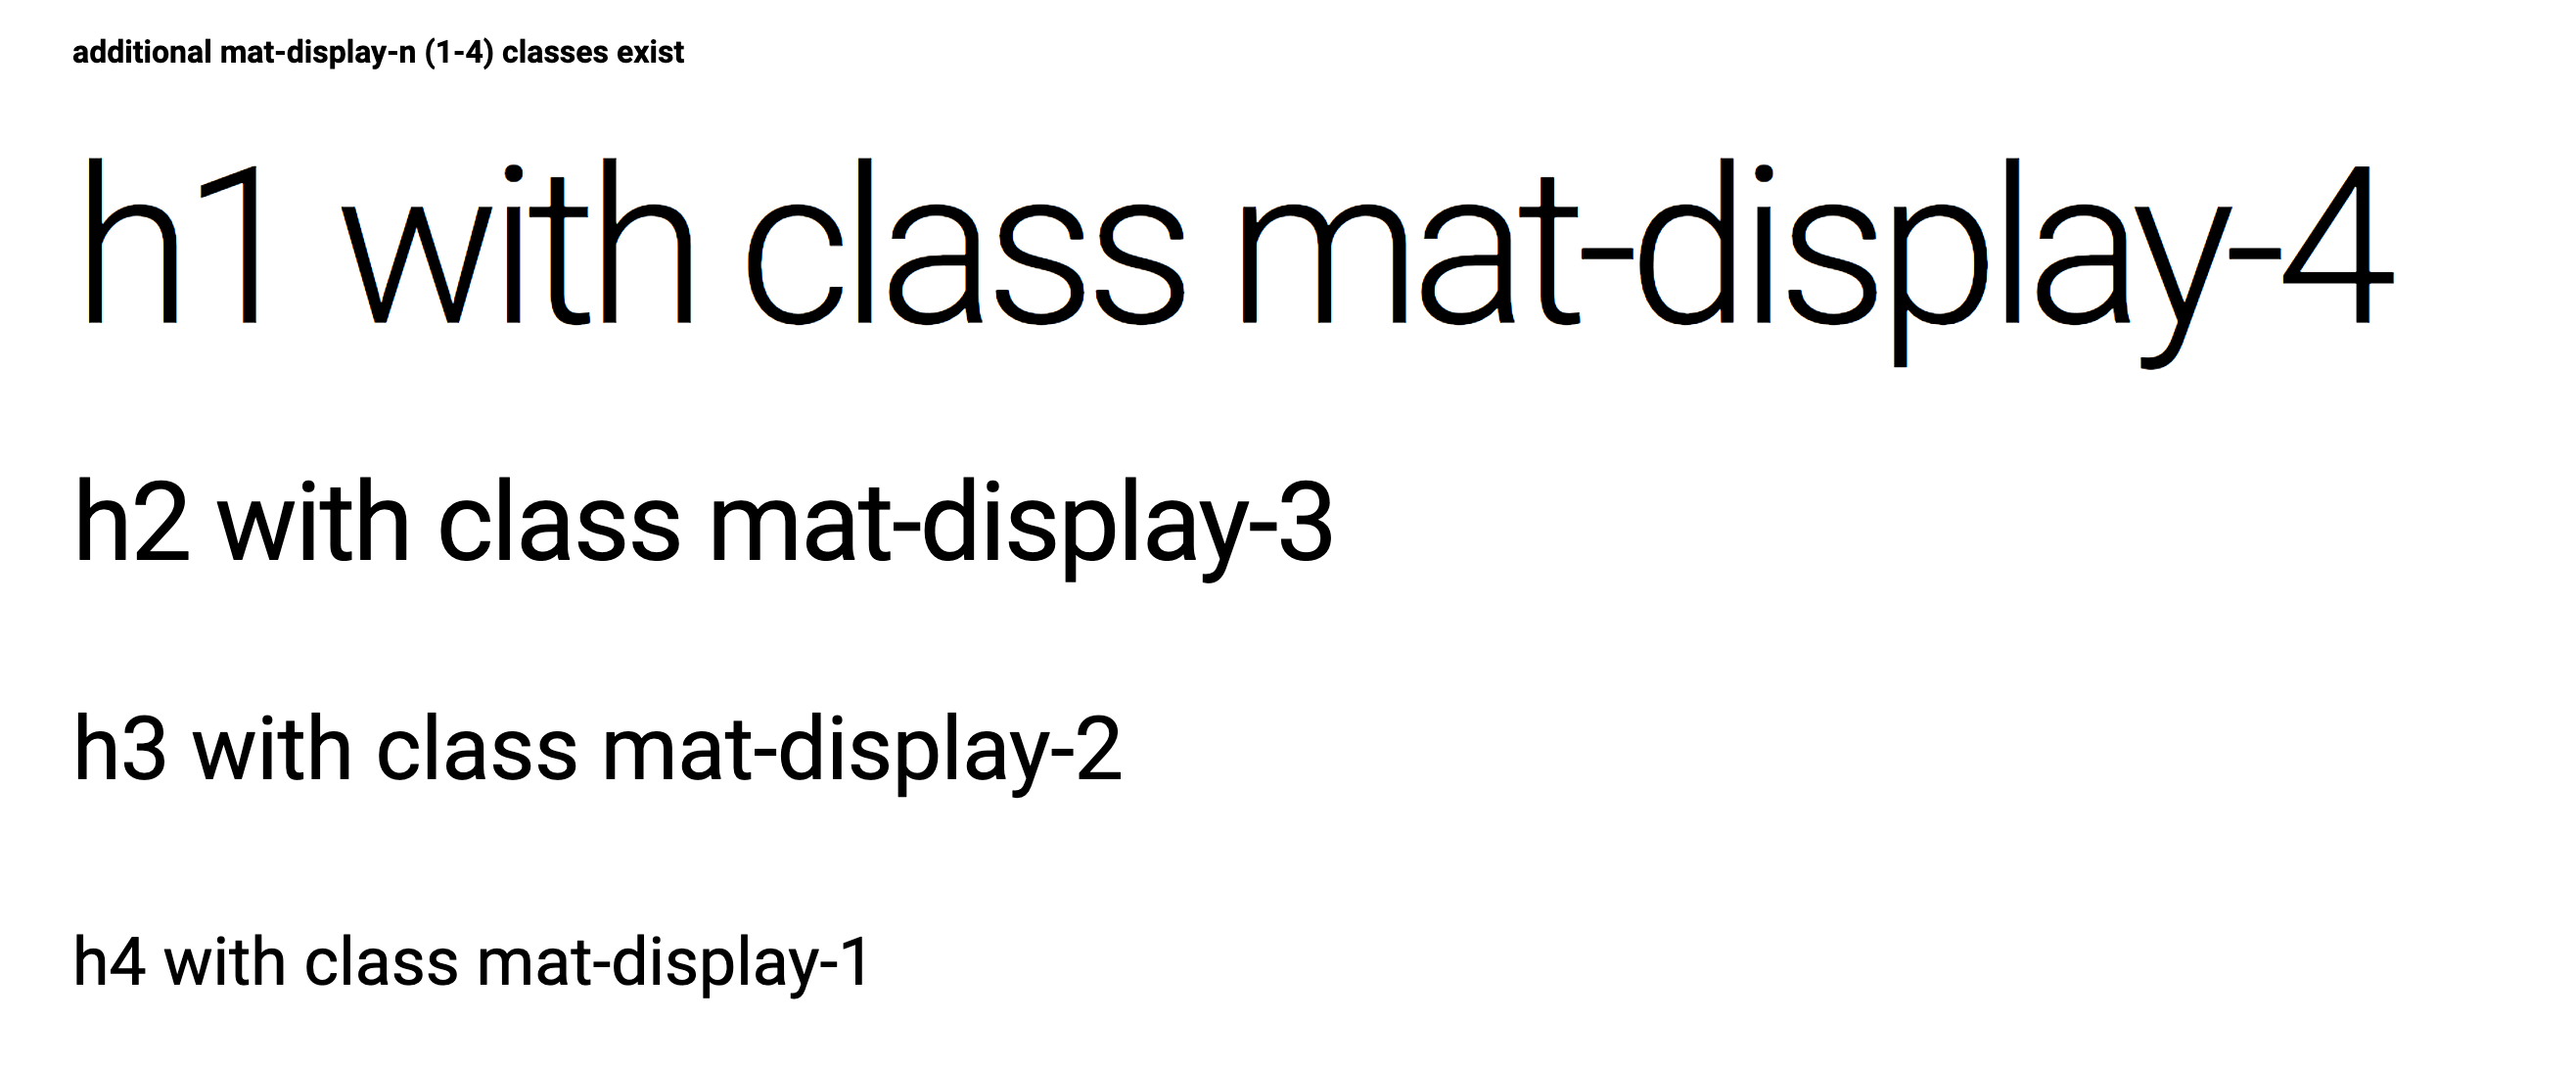 additional mat-display-n (1-4) classes exist
h1 with class mat-display-4
h2 with class mat-display-3
h3 with class mat-display-2
h4 with class mat-display-1